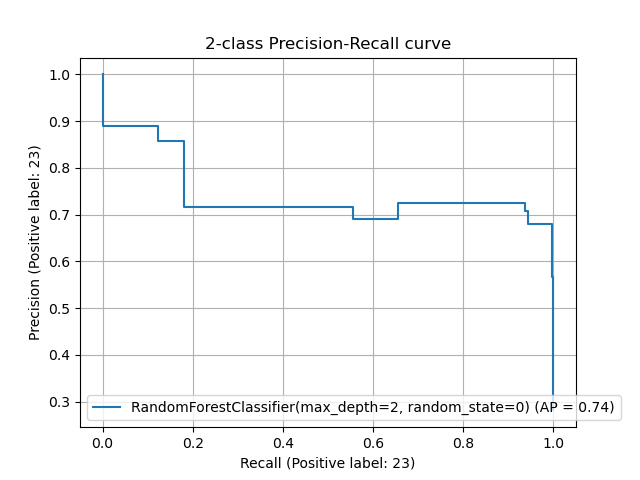 2-class Precision-Recall curve
1.0
0.9
0.8
0.7
0.6
0.5
0.4
0.3
Precision (Positive label: 23)
RandomForestClassifier(max_depth=2, random_state=0) (AP = 0.74)
0.0 0.2 0.4 0.6 0.8 1.0
Recall (Positive label: 23)